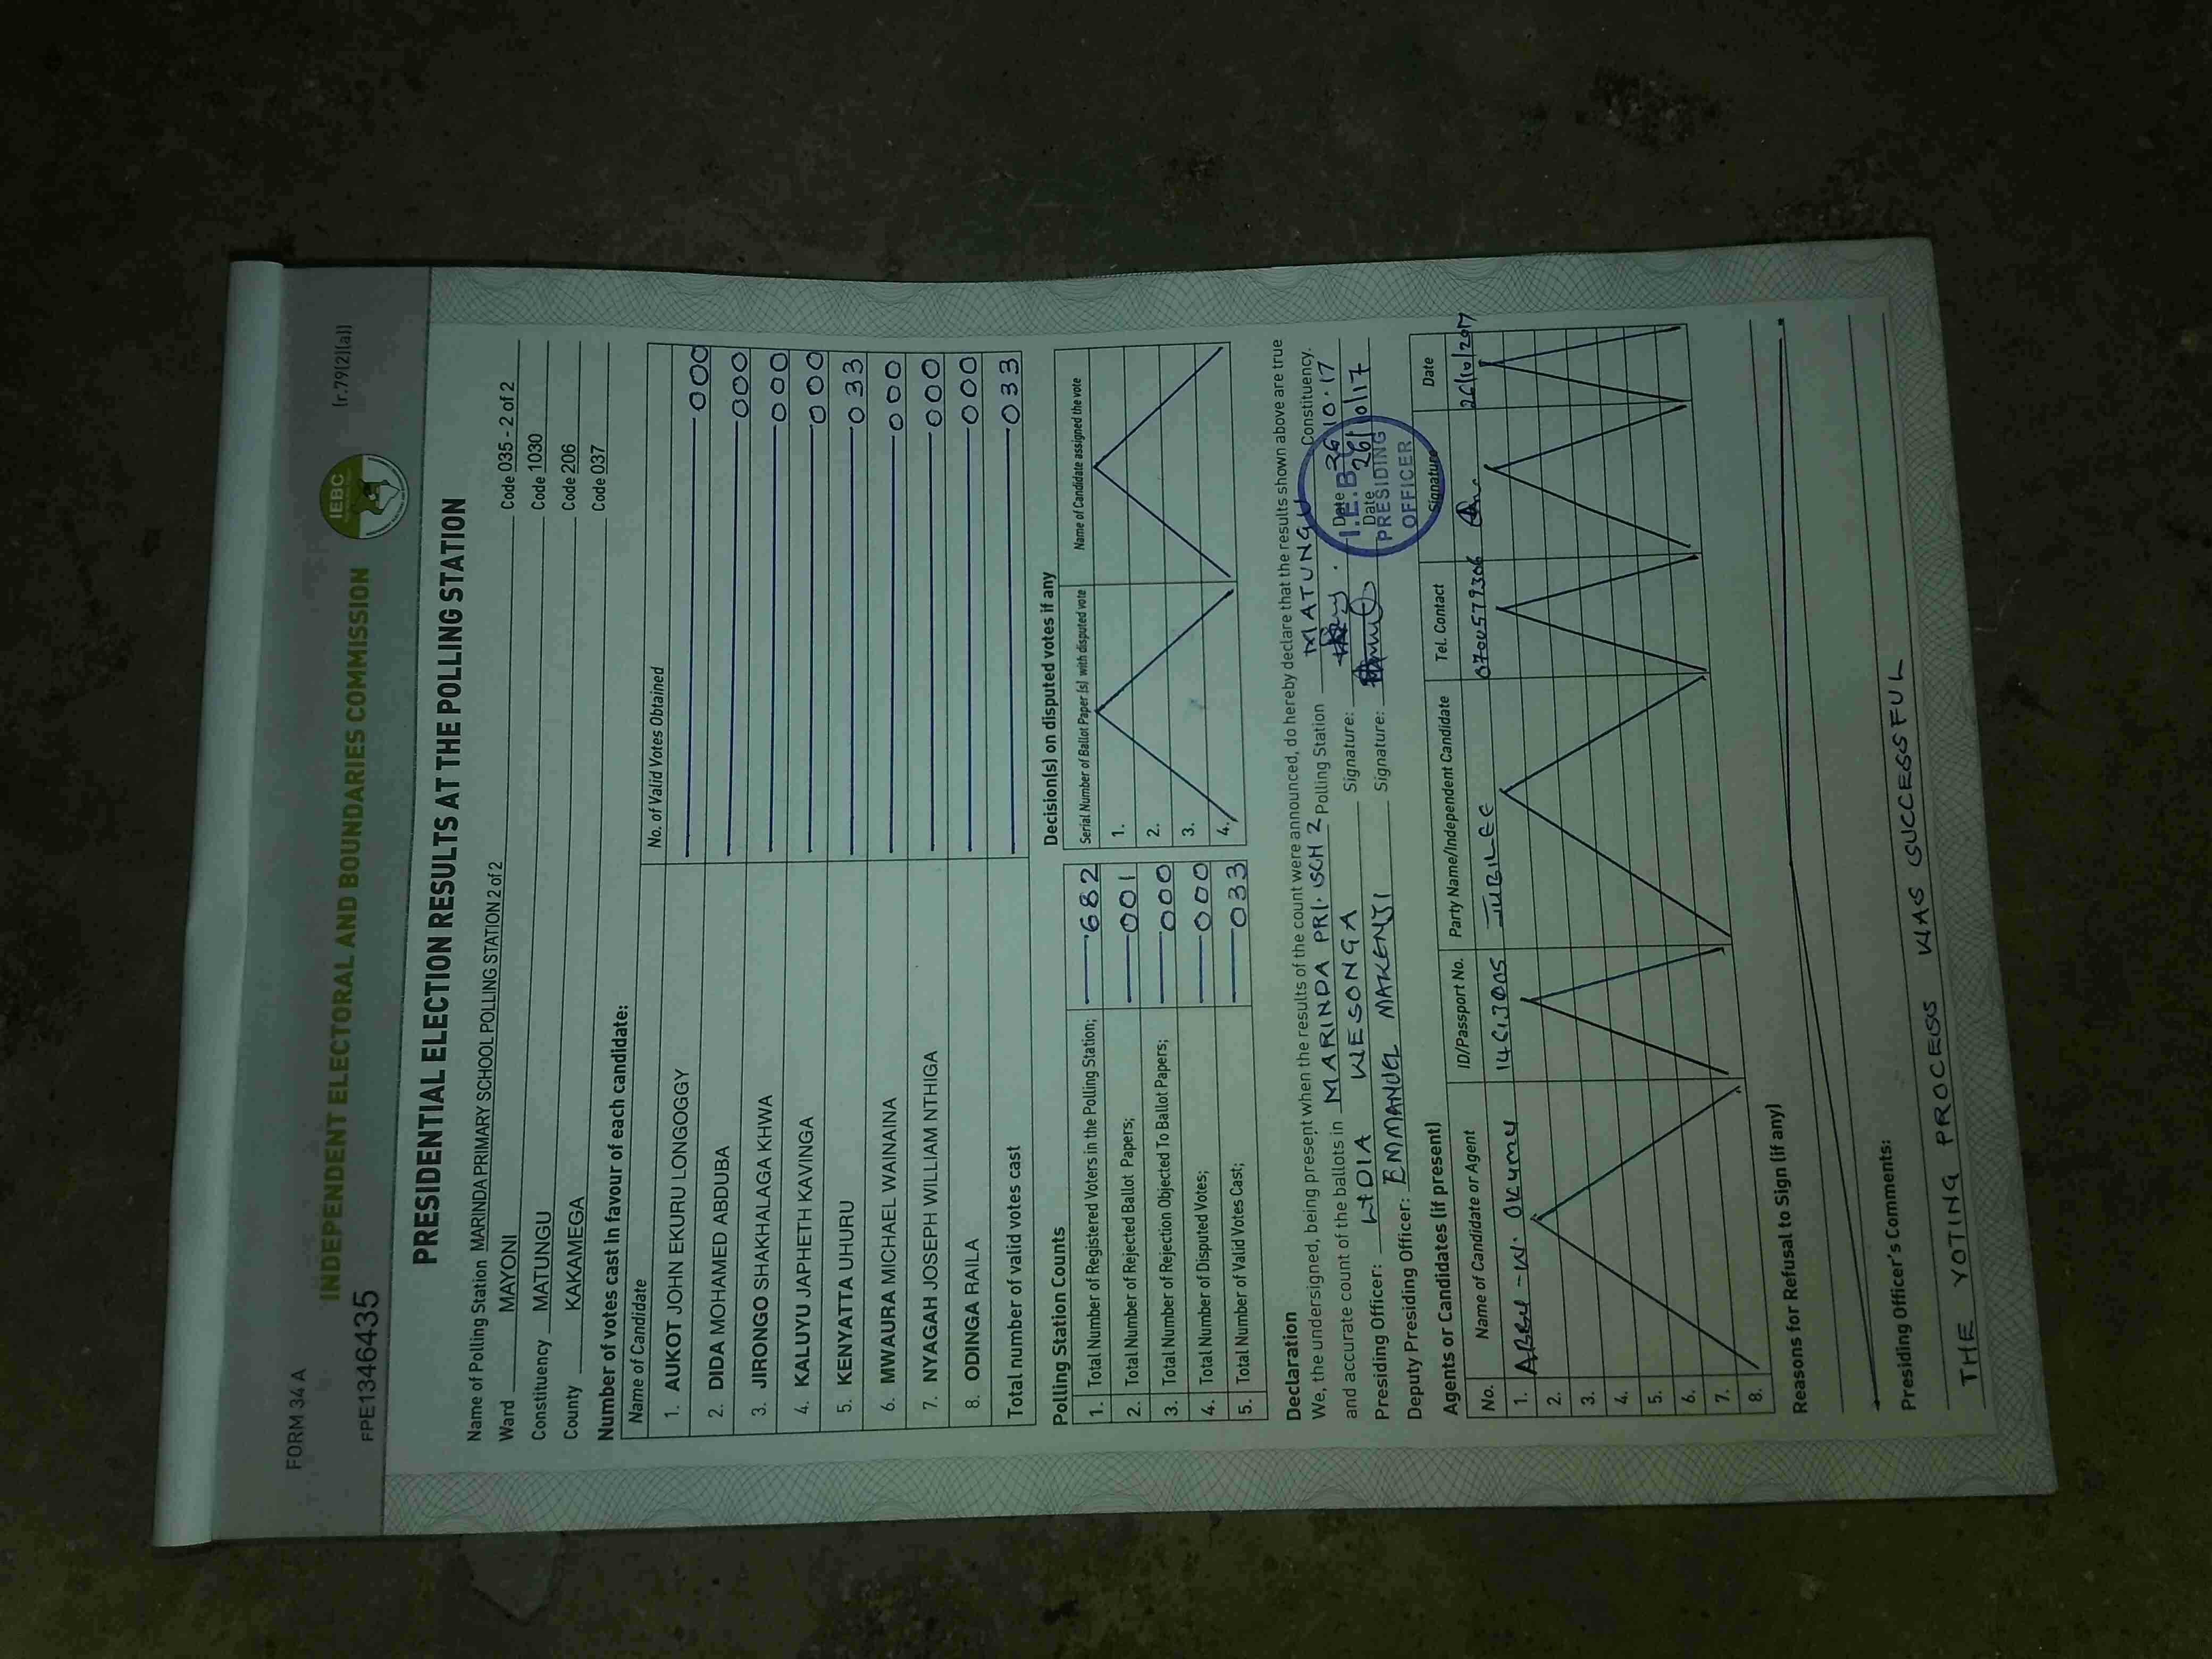 FORM 34 A
(r.79(2)(a))
INDEPENDENT ELECTORAL AND BOUNDARIES COMMISSION
IEBC
FPE1346435
PRESIDENTIAL ELECTION RESULTS AT THE POLLING STATION
Name of Polling Station MARINDA PRIMARY SCHOOL POLLING STATION 2 of 2 Code 035 - 2 of 2
Ward MAYONI Code 1030
Constituency MATUNGU Code 206
County KAKAMEGA Code 037
Number of votes cast in favour of each candidate:
Name of Candidate No. of Valid Votes Obtained
1. AUKOT JOHN EKURU LONGOGGY 000
2. DIDA MOHAMED ABDUBA 000
3. JIRONGO SHAKHALAGA KHWA 000
4. KALUYU JAPHETH KAVINGA 000
5. KENYATTA UHURU 033
6. MWAURA MICHAEL WAINAINA 000
7. NYAGAH JOSEPH WILLIAM NTHIGA 000
8. ODINGA RAILA 000
Total number of valid votes cast 033
Polling Station Counts
1. Total Number of Registered Voters in the Polling Station; 682
2. Total Number of Rejected Ballot Papers; 001
3. Total Number of Rejection Objected To Ballot Papers; 000
4. Total Number of Disputed Votes; 000
5. Total Number of Valid Votes Cast; 033
Decision(s) on disputed votes if any
Serial Number of Ballot Paper (s) with disputed vote Name of Candidate assigned the vote
1.
2.
3.
4.
Declaration
We, the undersigned, being present when the results of the count were announced, do hereby declare that the results shown above are true
and accurate count of the ballots in MARINDA PRI. SCH 2 Polling Station MATUNGU Constituency.
Presiding Officer: LIDIA WESONGA Signature: Date 26 10.17
Deputy Presiding Officer: EMMANUEL MAKENJI Signature: Date 26/10/17
I.E.B.C
PRESIDING
OFFICER
Agents or Candidates (if present)
No. Name of Candidate or Agent ID/Passport No. Party Name/Independent Candidate Tel. Contact Signature Date
1. JUBILEE 0700579306 26/10/2017
2.
3.
4.
5.
6.
7.
8.
Reasons for Refusal to Sign (if any)
Presiding Officer's Comments:
THE VOTING PROCESS WAS SUCCESSFUL